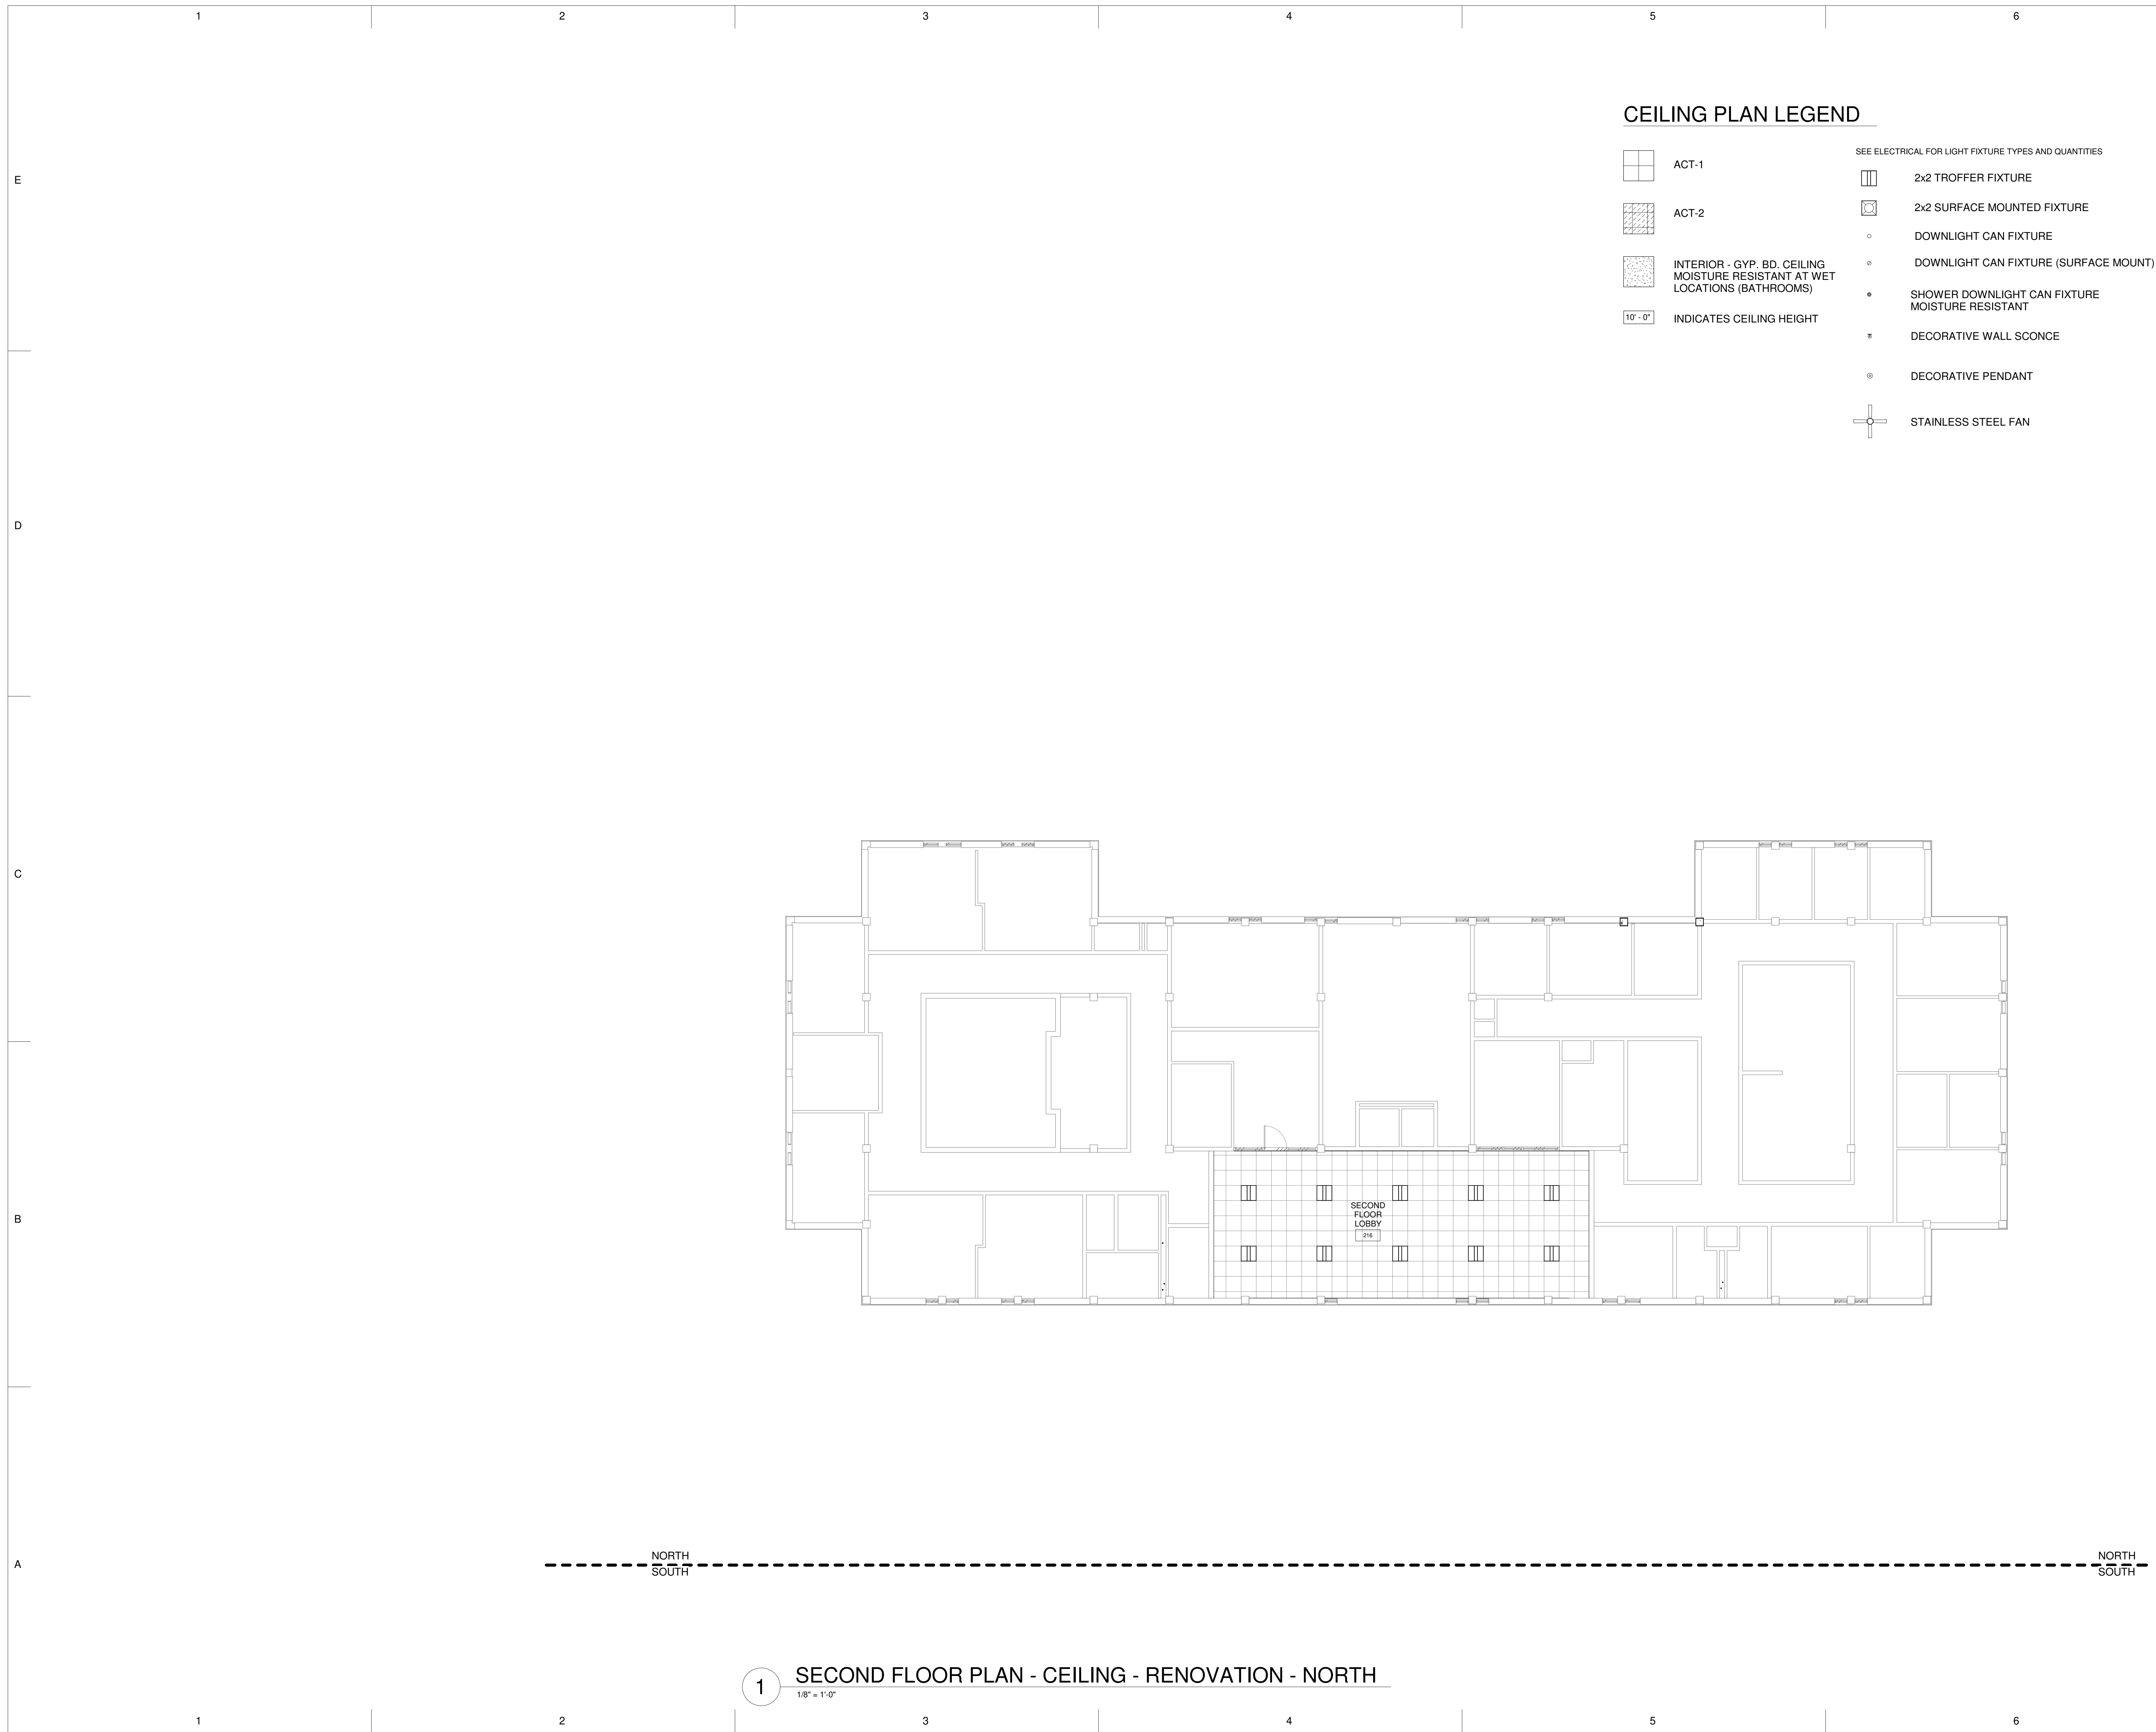 1 2 3 4 5 6
CEILING PLAN LEGEND
ACT-1
ACT-2
INTERIOR - GYP. BD. CEILING
MOISTURE RESISTANT AT WET
LOCATIONS (BATHROOMS)
10' - 0"
INDICATES CEILING HEIGHT
SEE ELECTRICAL FOR LIGHT FIXTURE TYPES AND QUANTITIES
2x2 TROFFER FIXTURE
2x2 SURFACE MOUNTED FIXTURE
DOWNLIGHT CAN FIXTURE
DOWNLIGHT CAN FIXTURE (SURFACE MOUNT)
SHOWER DOWNLIGHT CAN FIXTURE
MOISTURE RESISTANT
DECORATIVE WALL SCONCE
DECORATIVE PENDANT
STAINLESS STEEL FAN
E
D
C
B
A
SECOND
FLOOR
LOBBY
216
NORTH
SOUTH
NORTH
SOUTH
1
SECOND FLOOR PLAN - CEILING - RENOVATION - NORTH
1/8" = 1'-0"
1 2 3 4 5 6